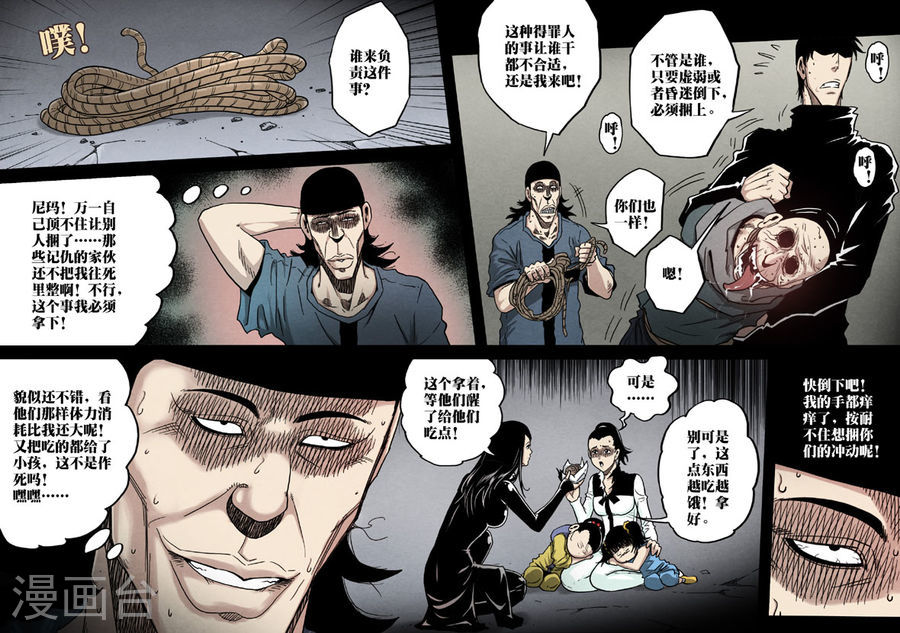 噗！
谁来负
责这件
事？
这种得罪人
的事让谁干
都不合适，
还是我来吧！
不管是谁，
只要虚弱或
者昏迷倒下，
必须捆上。
呼！
呼！
呼！
你们也
一样！
嗯！
尼玛！万一自
己顶不住让别
人捆了……那
些记仇的家伙
还不把我往死
里整啊！不行，
这个事我必须
拿下！
貌似还不错，看
他们那样体力消
耗比我还大呢！
又把吃的都给了
小孩，这不是作
死吗！
嘿嘿……
这个拿着，
等他们醒
了给他们
吃点！
可是
……
别可是
了，这
点东西
越吃越
饿！拿
好。
快倒下吧！
我的手都痒
痒了，按耐
不住想捆你
们的冲动呢！
漫画台